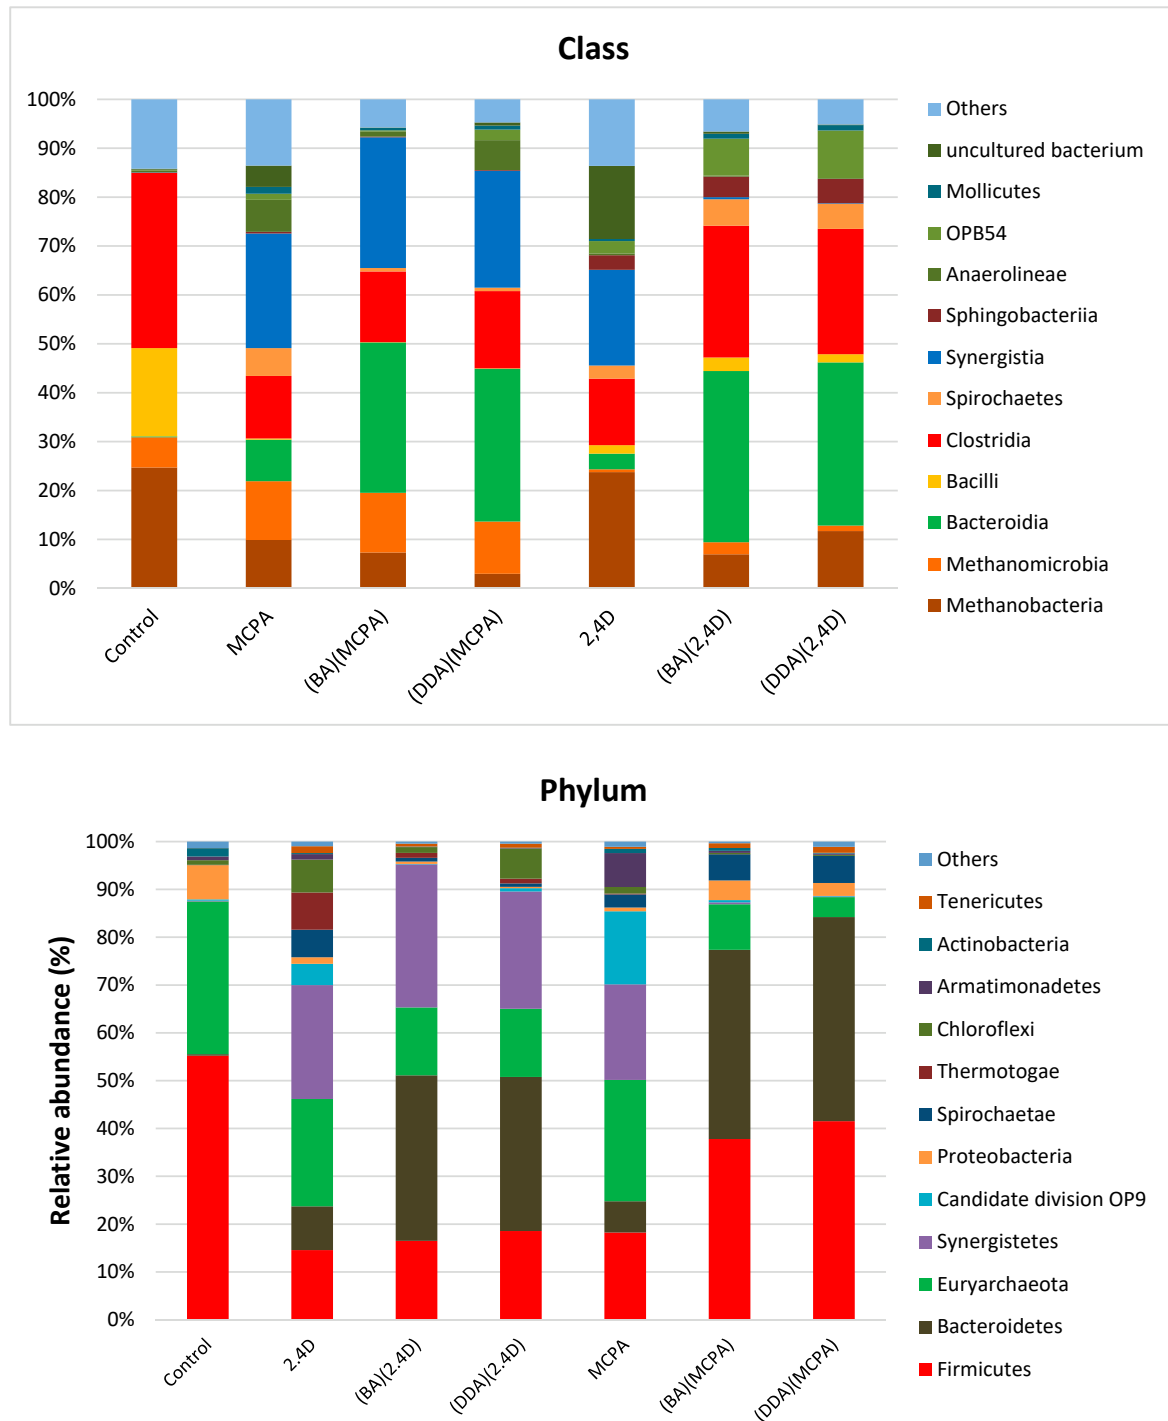 Class
100%
90%
80%
70%
60%
50%
40%
30%
20%
10%
0%
Control
MCPA
(BA)(MCPA)
(DDA)(MCPA)
2,4D
(BA)(2,4D)
(DDA)(2,4D)
Others
uncultured bacterium
Mollicutes
OPB54
Anaerolineae
Sphingobacteriia
Synergistia
Spirochaetes
Clostridia
Bacilli
Bacteroidia
Methanomicrobia
Methanobacteria
Phylum
Relative abundance (%)
100%
90%
80%
70%
60%
50%
40%
30%
20%
10%
0%
Control
2.4D
(BA)(2.4D)
(DDA)(2.4D)
MCPA
(BA)(MCPA)
(DDA)(MCPA)
Others
Tenericutes
Actinobacteria
Armatimonadetes
Chloroflexi
Thermotogae
Spirochaetae
Proteobacteria
Candidate division OP9
Synergistetes
Euryarchaeota
Bacteroidetes
Firmicutes